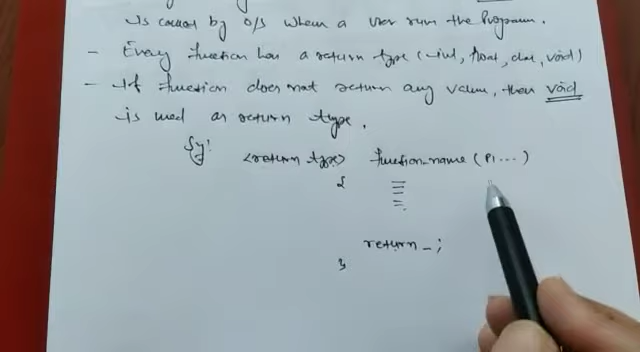 is called by o/s when a user run the Program.
- Every function has a return type (int, float, char, void)
- If function does not return any value, then void
is used as return type.
Sy:
<return type> function_name (P1...)
{
return _;
}